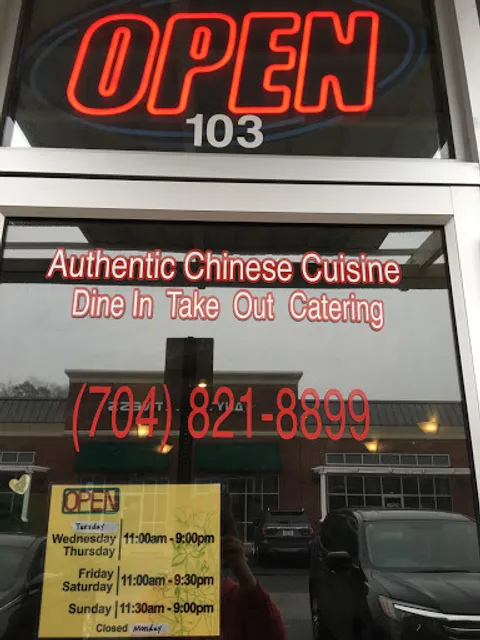 OPEN
103
Authentic Chinese Cuisine
Dine In Take Out Catering
(704) 821-8899
OPEN
Tuesday
Wednesday
Thursday
11:00am - 9:00pm
Friday
Saturday
11:00am - 9:30pm
Sunday 11:30am - 9:00pm
Closed Monday